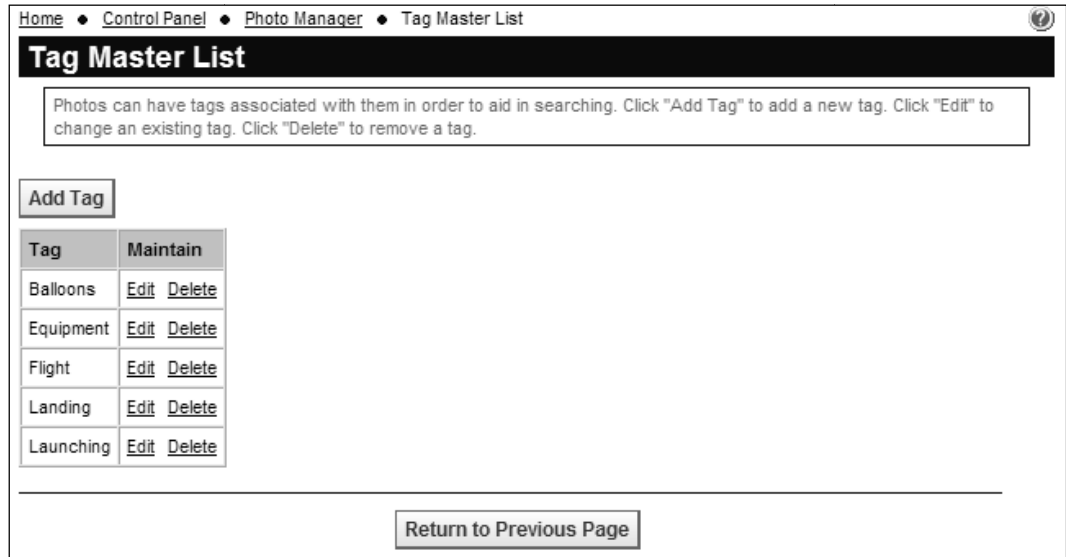 Home ● Control Panel ● Photo Manager ● Tag Master List ?
Tag Master List
Photos can have tags associated with them in order to aid in searching. Click "Add Tag" to add a new tag. Click "Edit" to
change an existing tag. Click "Delete" to remove a tag.
Add Tag
Tag Maintain
Balloons Edit Delete
Equipment Edit Delete
Flight Edit Delete
Landing Edit Delete
Launching Edit Delete
Return to Previous Page